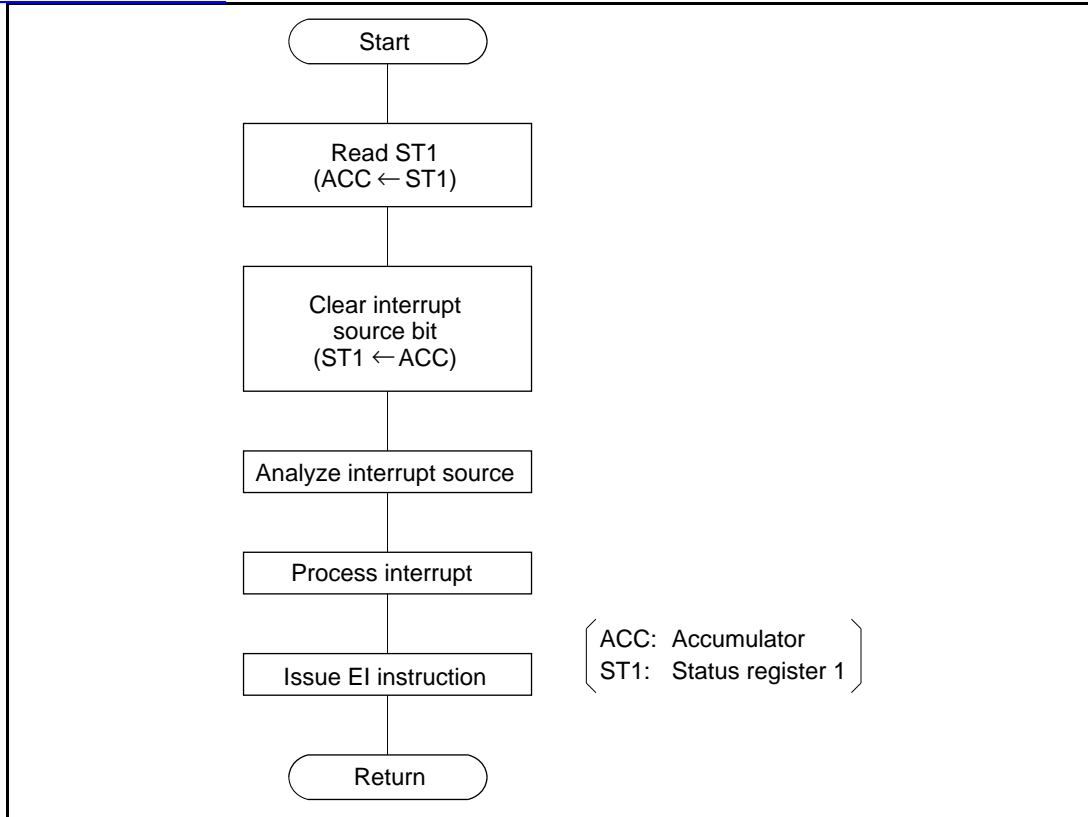 Start
Read ST1
(ACC ← ST1)
Clear interrupt
source bit
(ST1 ← ACC)
Analyze interrupt source
Process interrupt
Issue EI instruction
ACC: Accumulator
ST1: Status register 1
Return